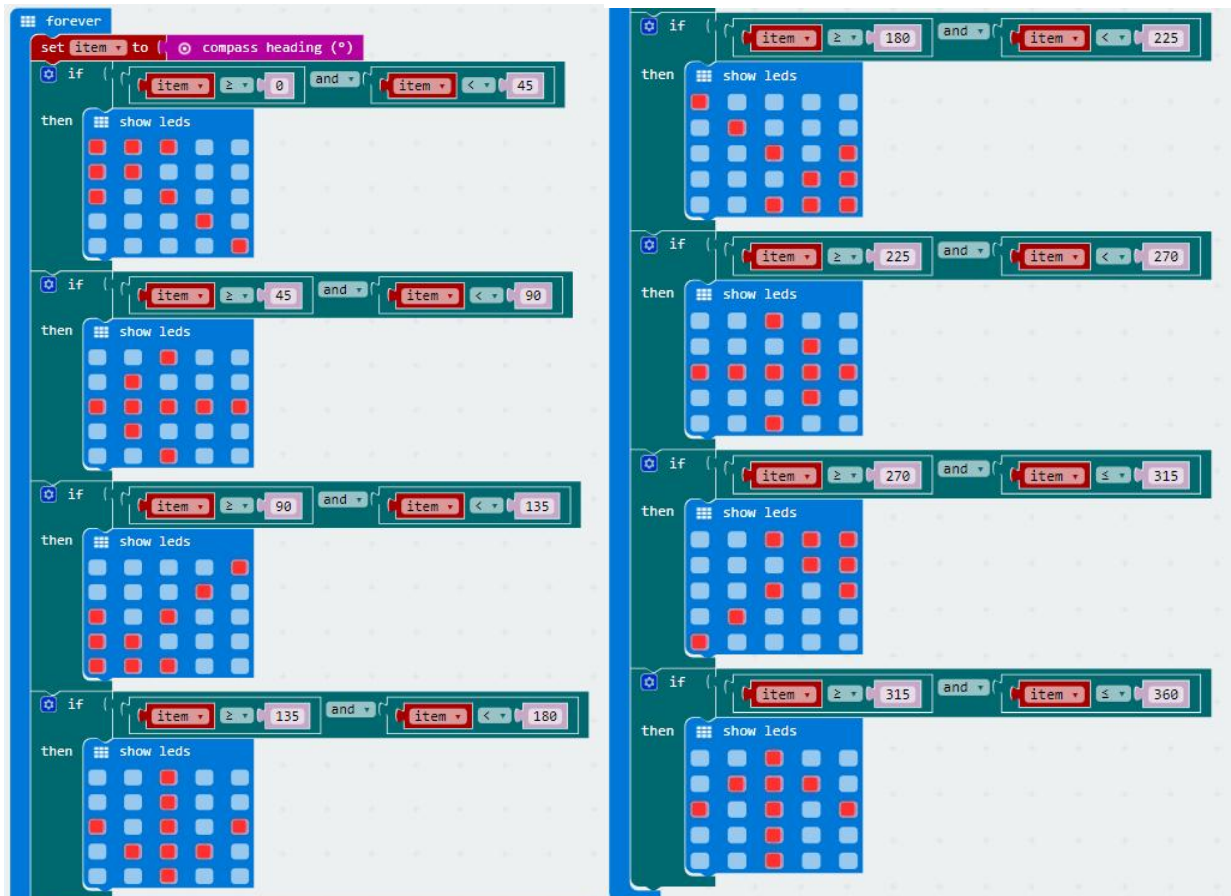 forever
set item to compass heading (°)
if item ≥ 0 and item < 45
then show leds
if item ≥ 45 and item < 90
then show leds
if item ≥ 90 and item < 135
then show leds
if item ≥ 135 and item < 180
then show leds
if item ≥ 180 and item < 225
then show leds
if item ≥ 225 and item < 270
then show leds
if item ≥ 270 and item ≤ 315
then show leds
if item ≥ 315 and item ≤ 360
then show leds